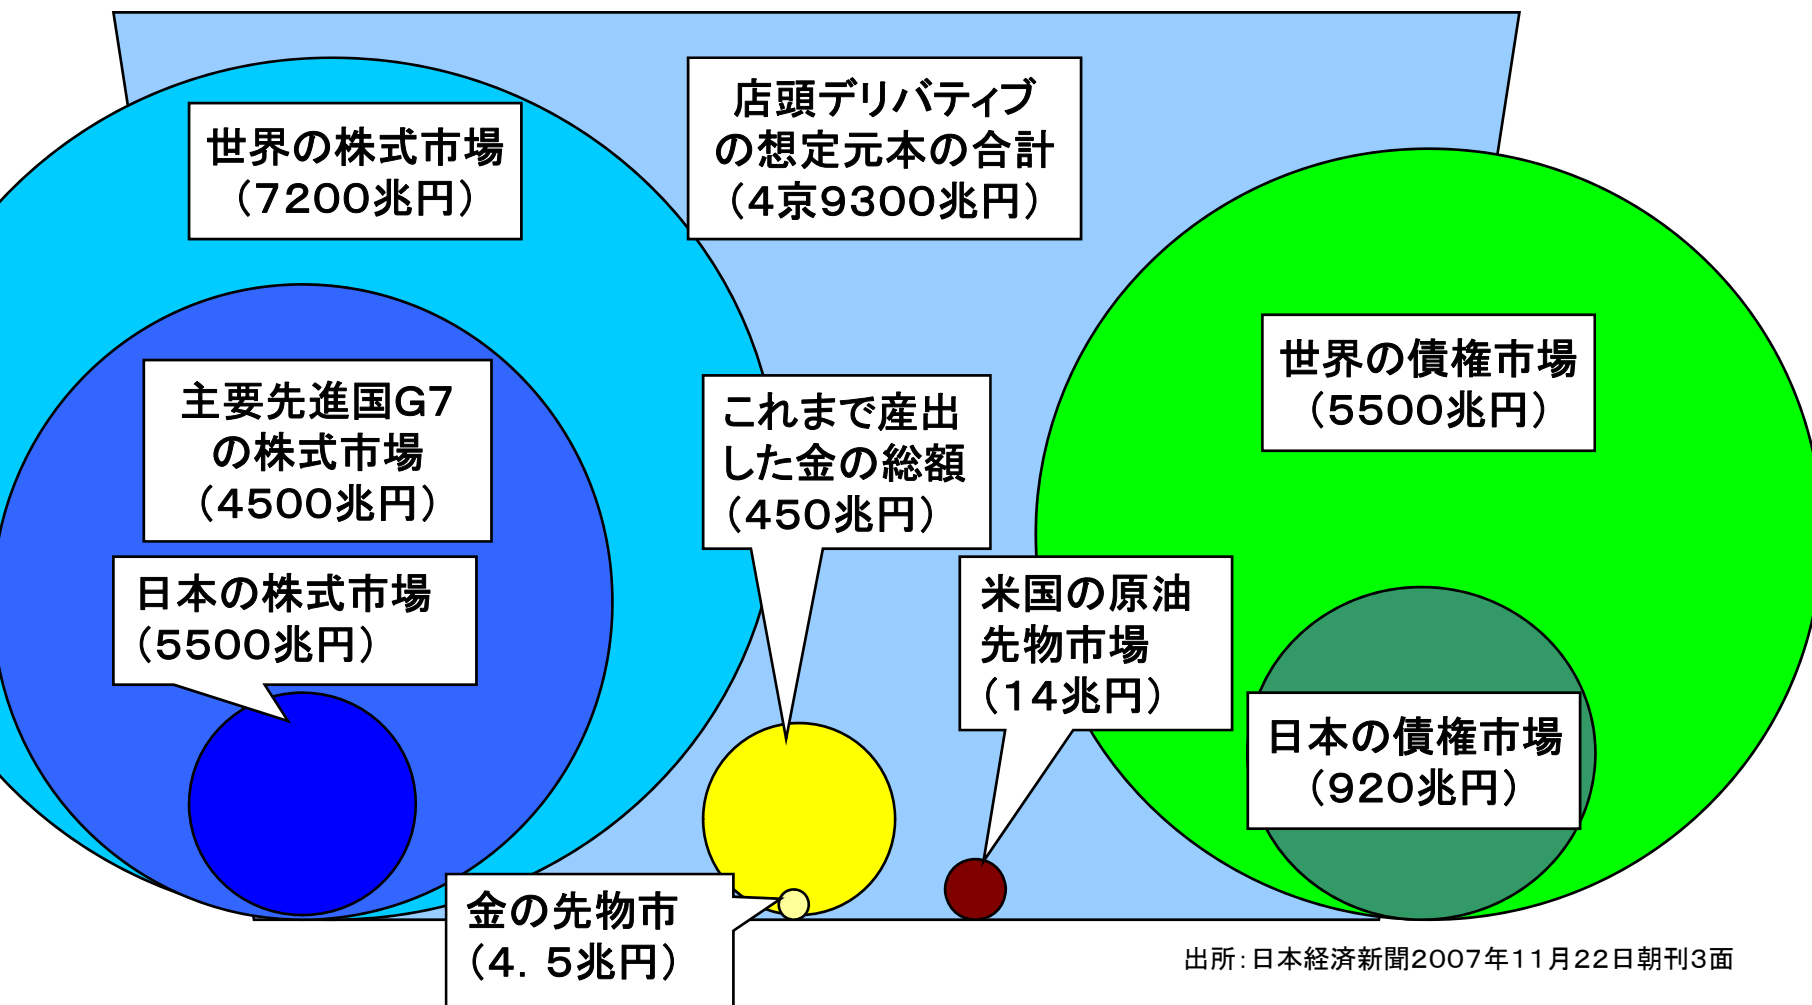 世界の株式市場
（7200兆円）
店頭デリバティブ
の想定元本の合計
（4京9300兆円）
世界の債権市場
（5500兆円）
主要先進国G7
の株式市場
（4500兆円）
これまで産出
した金の総額
（450兆円）
日本の株式市場
（5500兆円）
米国の原油
先物市場
（14兆円）
日本の債権市場
（920兆円）
金の先物市
（4．5兆円）
出所：日本経済新聞2007年11月22日朝刊3面